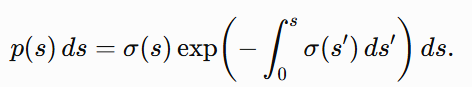 p(s) ds = σ(s) exp(−∫₀ˢ σ(s′) ds′) ds.